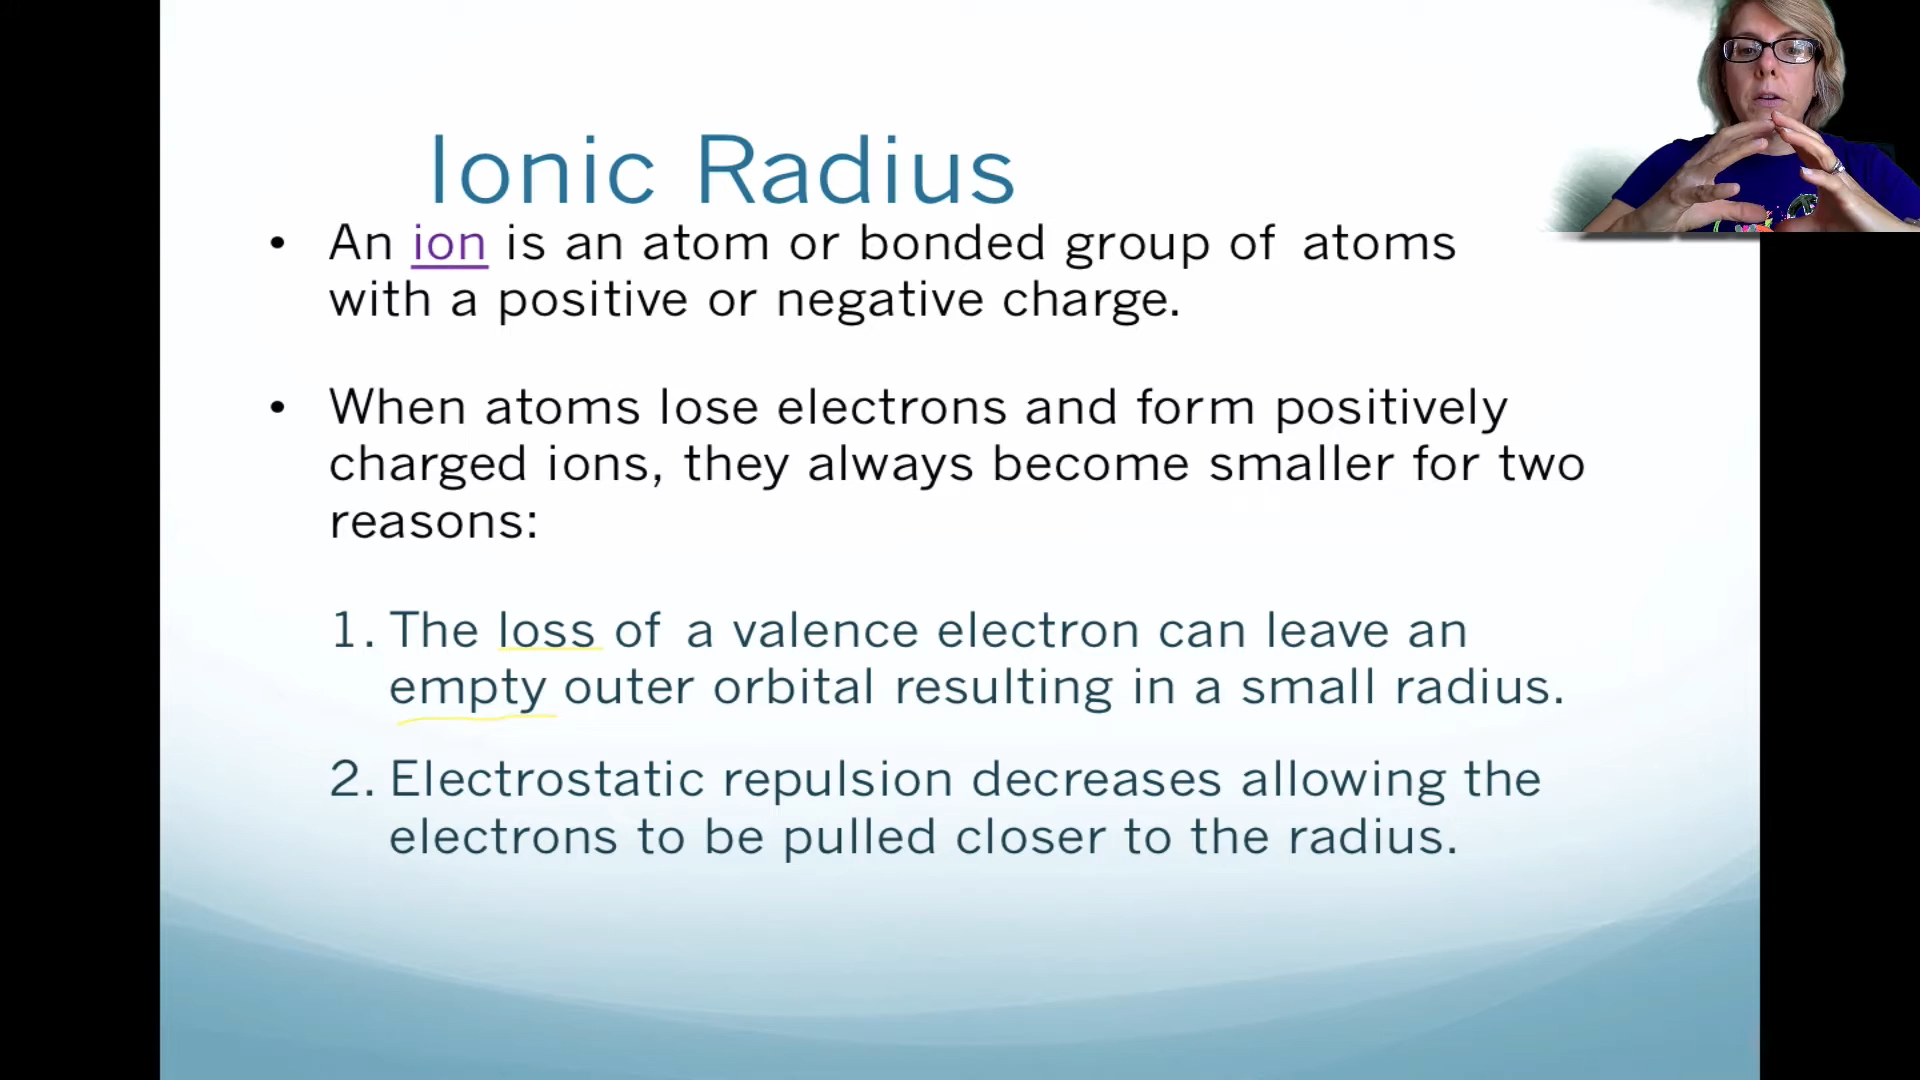 Ionic Radius
• An ion is an atom or bonded group of atoms
with a positive or negative charge.
• When atoms lose electrons and form positively
charged ions, they always become smaller for two
reasons:
1. The loss of a valence electron can leave an
empty outer orbital resulting in a small radius.
2. Electrostatic repulsion decreases allowing the
electrons to be pulled closer to the radius.